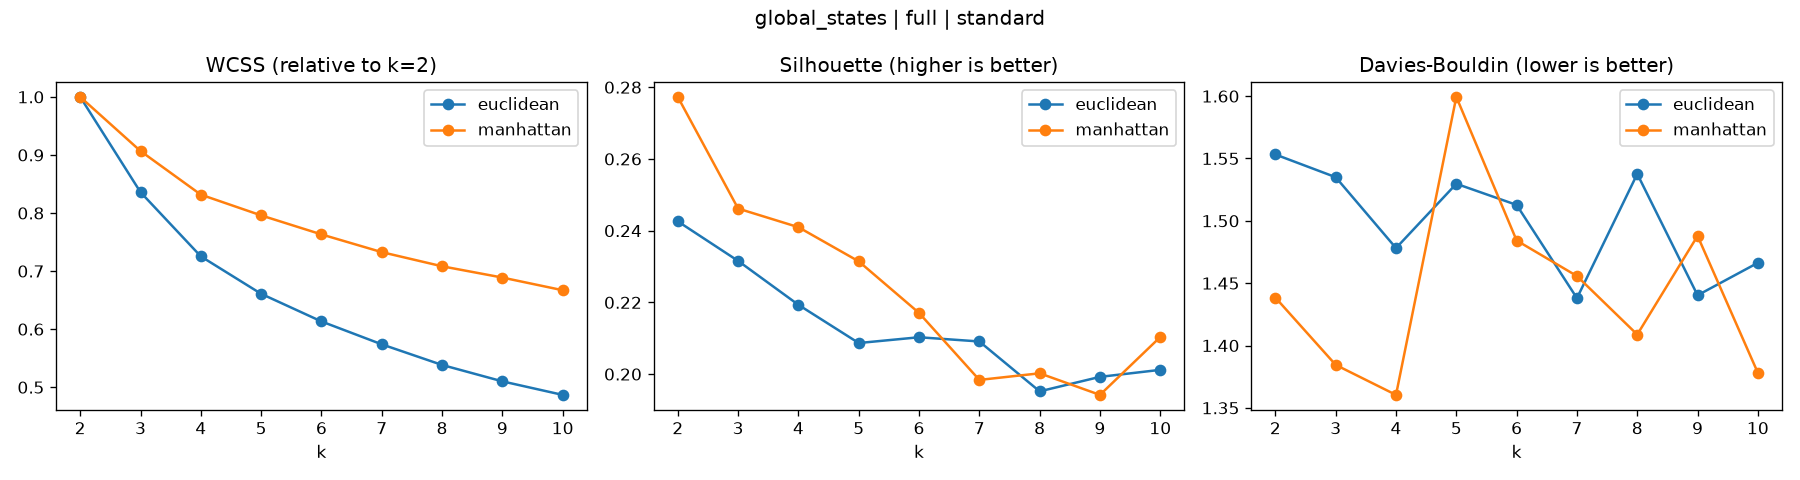 global_states | full | standard
WCSS (relative to k=2)
euclidean
manhattan
1.0
0.9
0.8
0.7
0.6
0.5
2 3 4 5 6 7 8 9 10
k
Silhouette (higher is better)
euclidean
manhattan
0.28
0.26
0.24
0.22
0.20
2 3 4 5 6 7 8 9 10
k
Davies-Bouldin (lower is better)
euclidean
manhattan
1.60
1.55
1.50
1.45
1.40
1.35
2 3 4 5 6 7 8 9 10
k